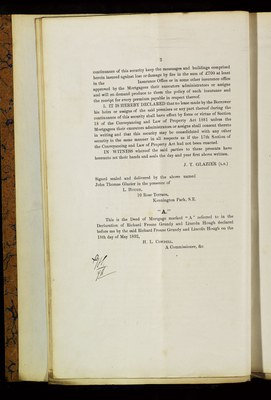 2
continuance of this security keep the messuages and buildings comprised
herein insured against loss or damage by fire in the sum of £700 at least
in the Insurance Office or in some other insurance office
approved by the Mortgagees their executors administrators or assigns
and will on demand produce to them the policy of such insurance and
the receipt for every premium payable in respect thereof.
5. IT IS HEREBY DECLARED that no lease made by the Borrower
his heirs or assigns of the said premises or any part thereof during the
continuance of this security shall have effect by force or virtue of Section
18 of the Conveyancing and Law of Property Act 1881 unless the
Mortgagees their executors administrators or assigns shall consent thereto
in writing and that this security may be consolidated with any other
security in the same manner in all respects as if the 17th Section of
the Conveyancing and Law of Property Act had not been enacted
IN WITNESS whereof the said parties to these presents have
hereunto set their hands and seals the day and year first above written.
J. T. GLAZIER (L.S.)
Signed sealed and delivered by the above named
John Thomas Glazier in the presence of
L.
19 Rose Terrace,
Kennington Park, S.E.
"A."
This is the Deed of Mortgage marked "A" referred to in the
Declaration of Richard Freeze Grumly and Lincoln Hough declared
before me by the said Richard Freeze Grumly and Lincoln Hough on the
18th day of May 1892,
H. L.
A Commissioner, &c.